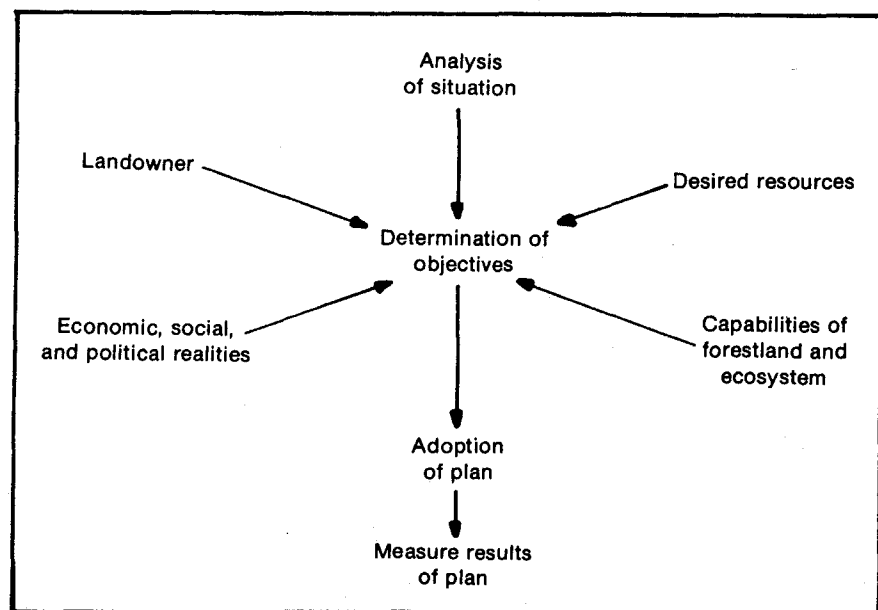 Analysis
of situation
Landowner
Desired resources
Determination of
objectives
Economic, social,
and political realities
Capabilities of
forestland and
ecosystem
Adoption
of plan
Measure results
of plan